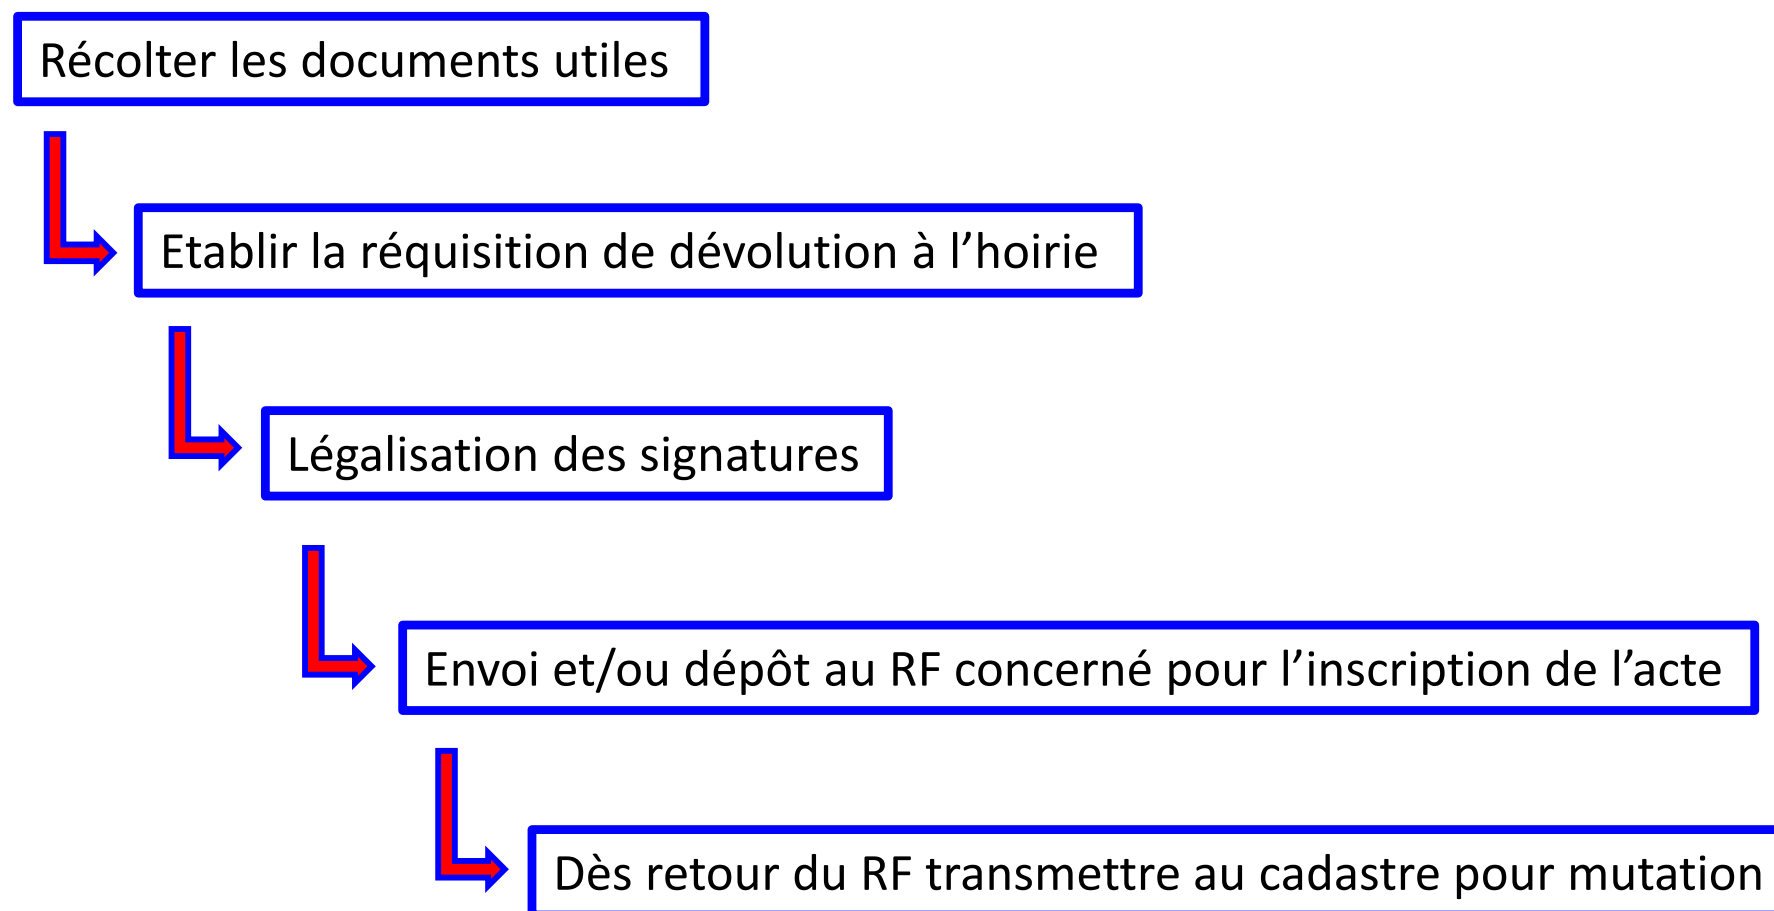 Récolter les documents utiles
Etablir la réquisition de dévolution à l’hoirie
Légalisation des signatures
Envoi et/ou dépôt au RF concerné pour l’inscription de l’acte
Dès retour du RF transmettre au cadastre pour mutation